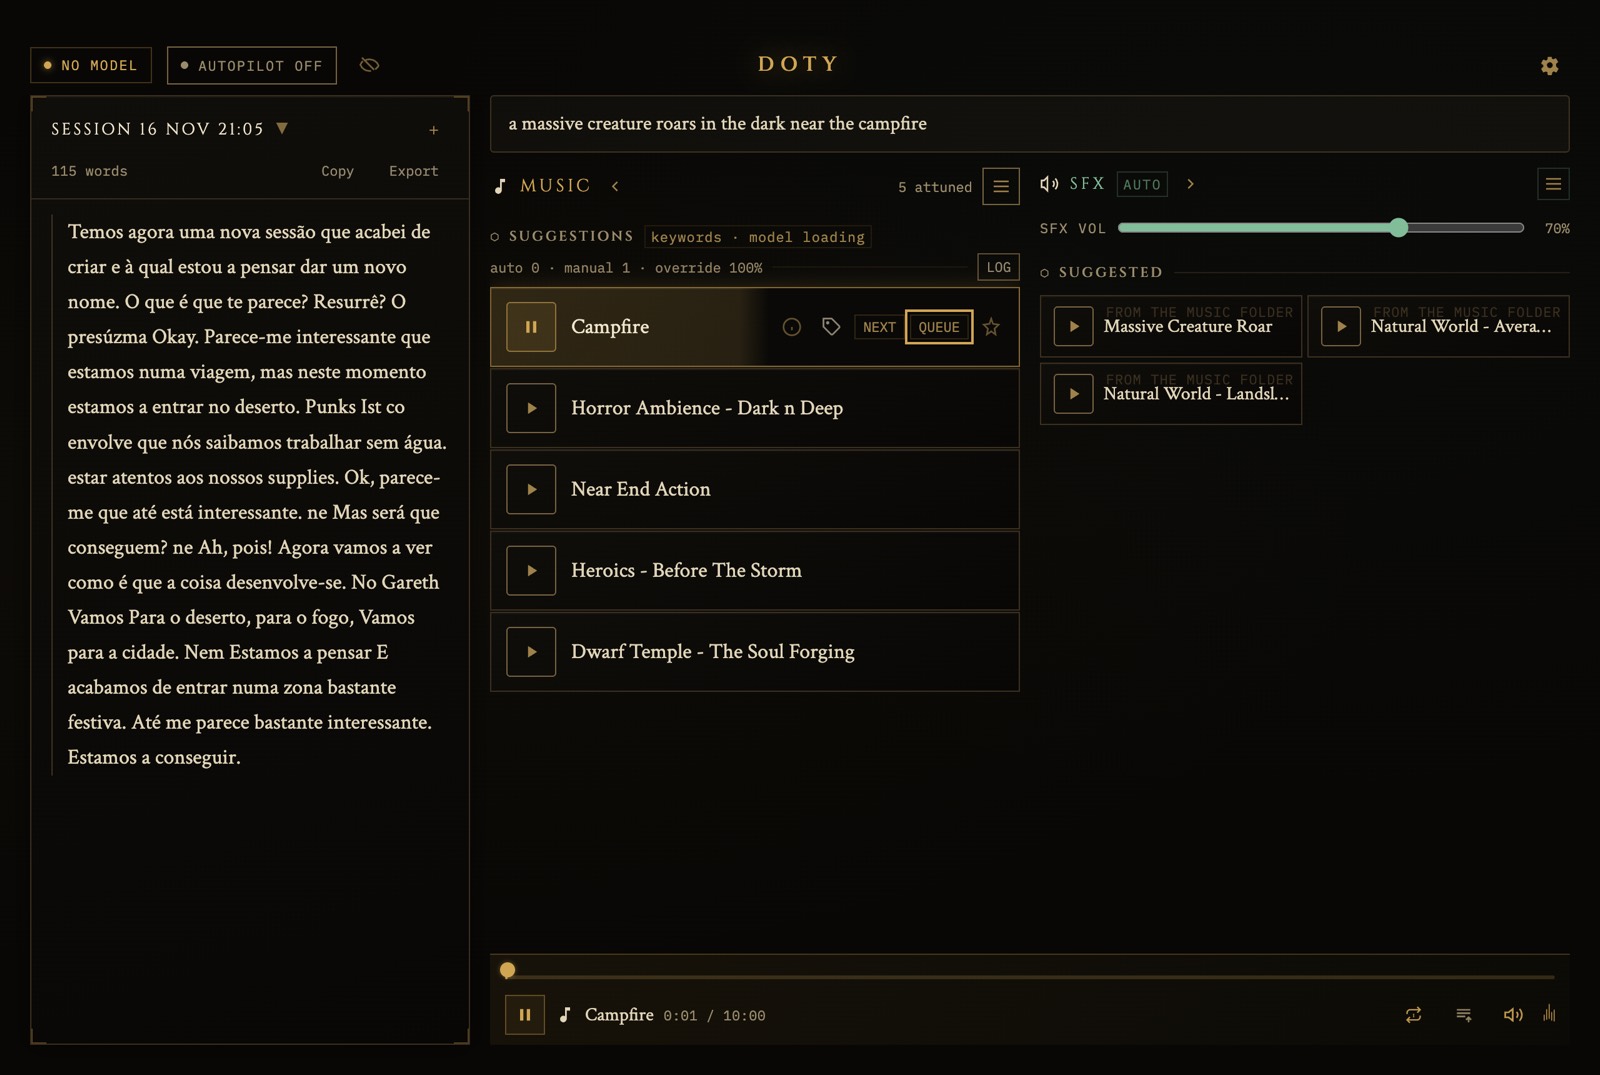 NO MODEL
AUTOPILOT OFF
DOTY
SESSION 16 NOV 21:05
+
115 words
Copy
Export
Temos agora uma nova sessão que acabei de
criar e à qual estou a pensar dar um novo
nome. O que é que te parece? Resurrê? O
presúzma Okay. Parece-me interessante que
estamos numa viagem, mas neste momento
estamos a entrar no deserto. Punks Ist co
envolve que nós saibamos trabalhar sem água.
estar atentos aos nossos supplies. Ok, parece-
me que até está interessante. ne Mas será que
conseguem? ne Ah, pois! Agora vamos a ver
como é que a coisa desenvolve-se. No Gareth
Vamos Para o deserto, para o fogo, Vamos
para a cidade. Nem Estamos a pensar E
acabamos de entrar numa zona bastante
festiva. Até me parece bastante interessante.
Estamos a conseguir.
a massive creature roars in the dark near the campfire
MUSIC
5 attuned
SUGGESTIONS
keywords · model loading
auto 0 · manual 1 · override 100%
LOG
Campfire
NEXT
QUEUE
Horror Ambience - Dark n Deep
Near End Action
Heroics - Before The Storm
Dwarf Temple - The Soul Forging
SFX
AUTO
SFX VOL
70%
SUGGESTED
FROM THE MUSIC FOLDER
Massive Creature Roar
FROM THE MUSIC FOLDER
Natural World - Avera...
FROM THE MUSIC FOLDER
Natural World - Landsl...
Campfire 0:01 / 10:00